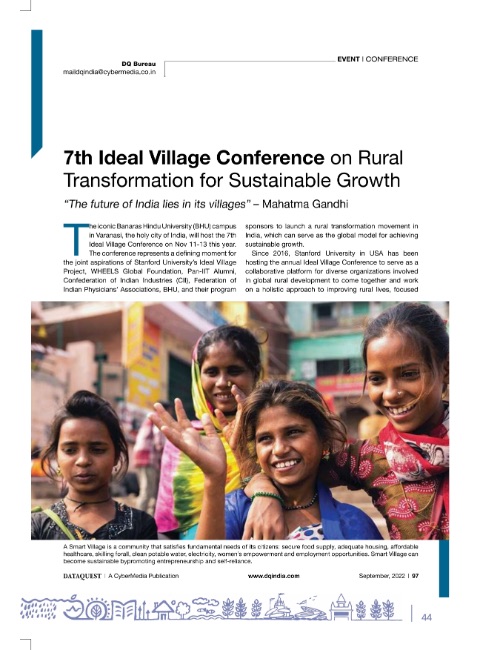 EVENT | CONFERENCE
DQ Bureau
maildqindia@cybermedia.co.in
7th Ideal Village Conference on Rural
Transformation for Sustainable Growth
“The future of India lies in its villages” – Mahatma Gandhi
The iconic Banaras Hindu University (BHU) campus
in Varanasi, the holy city of India, will host the 7th
Ideal Village Conference on Nov 11-13 this year.
The conference represents a defining moment for
the joint aspirations of Stanford University’s Ideal Village
Project, WHEELS Global Foundation, Pan-IIT Alumni,
Confederation of Indian Industries (CII), Federation of
Indian Physicians’ Associations, BHU, and their program
sponsors to launch a rural transformation movement in
India, which can serve as the global model for achieving
sustainable growth.
Since 2016, Stanford University in USA has been
hosting the annual Ideal Village Conference to serve as a
collaborative platform for diverse organizations involved
in global rural development to come together and work
on a holistic approach to improving rural lives, focused
A Smart Village is a community that satisfies fundamental needs of its citizens: secure food supply, adequate housing, affordable
healthcare, skilling forall, clean potable water, electricity, women’s empowerment and employment opportunities. Smart Village can
become sustainable bypromoting entrepreneurship and self-reliance.
DATAQUEST | A CyberMedia Publication
www.dqindia.com
September, 2022 | 97
44